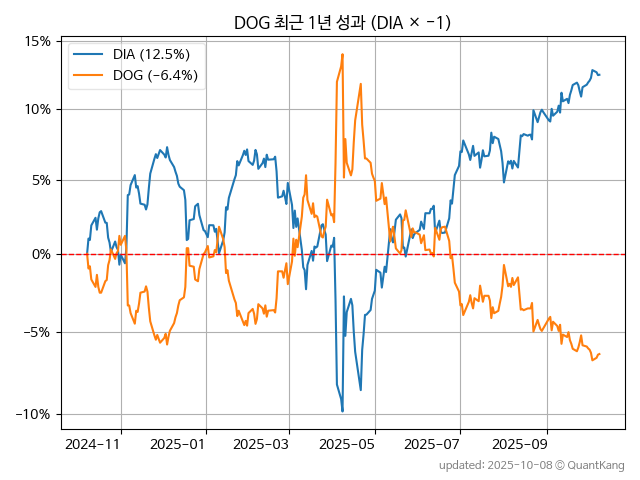 DOG 최근 1년 성과 (DIA × −1)
DIA (12.5%)
DOG (−6.4%)
15%
10%
5%
0%
−5%
−10%
2024-11 2025-01 2025-03 2025-05 2025-07 2025-09
updated: 2025-10-08 © QuantKang